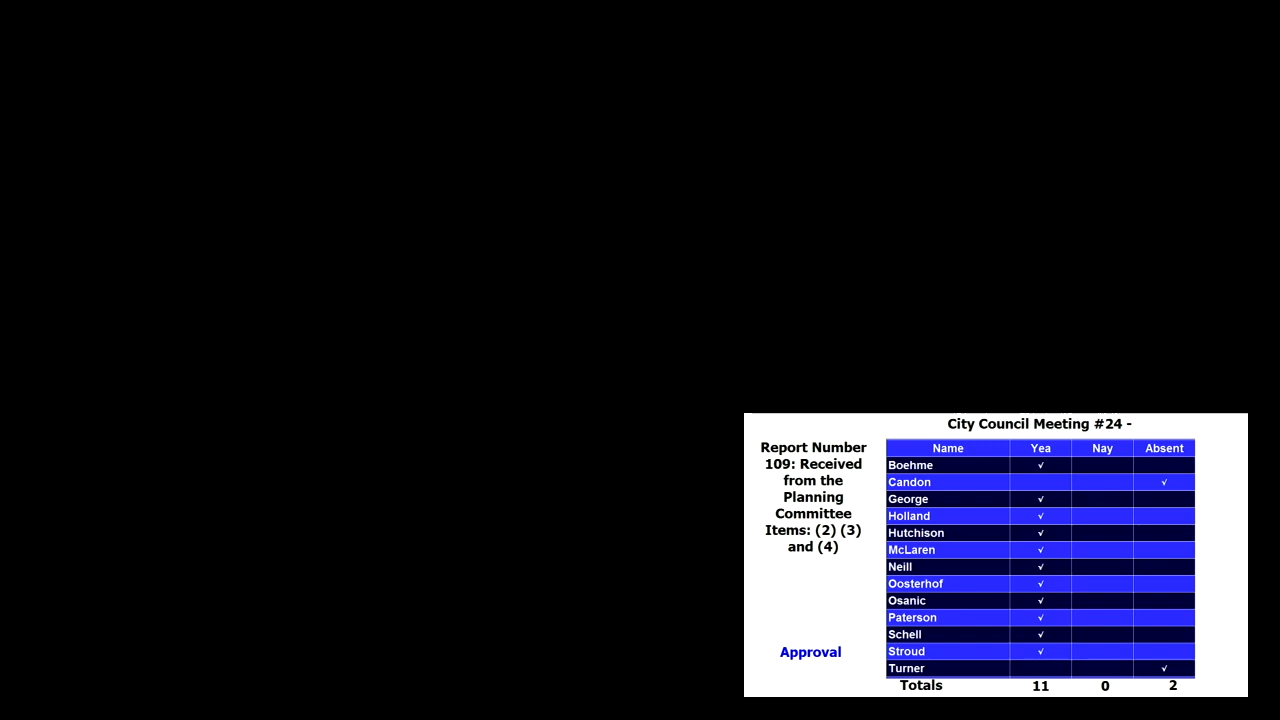 City Council Meeting #24 -
Report Number
109: Received
from the
Planning
Committee
Items: (2) (3)
and (4)
Approval
Name Yea Nay Absent
Boehme √
Candon √
George √
Holland √
Hutchison √
McLaren √
Neill √
Oosterhof √
Osanic √
Paterson √
Schell √
Stroud √
Turner √
Totals 11 0 2